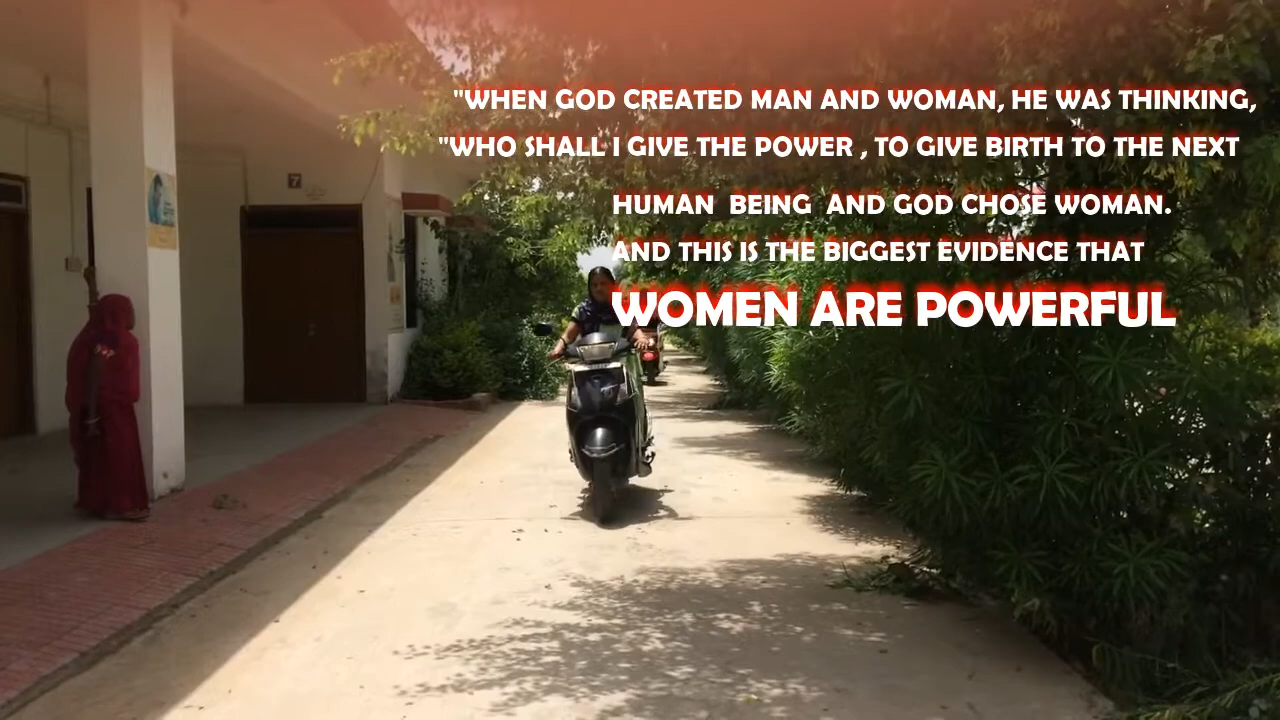 "WHEN GOD CREATED MAN AND WOMAN, HE WAS THINKING,
"WHO SHALL I GIVE THE POWER , TO GIVE BIRTH TO THE NEXT
HUMAN BEING AND GOD CHOSE WOMAN.
AND THIS IS THE BIGGEST EVIDENCE THAT
WOMEN ARE POWERFUL
7